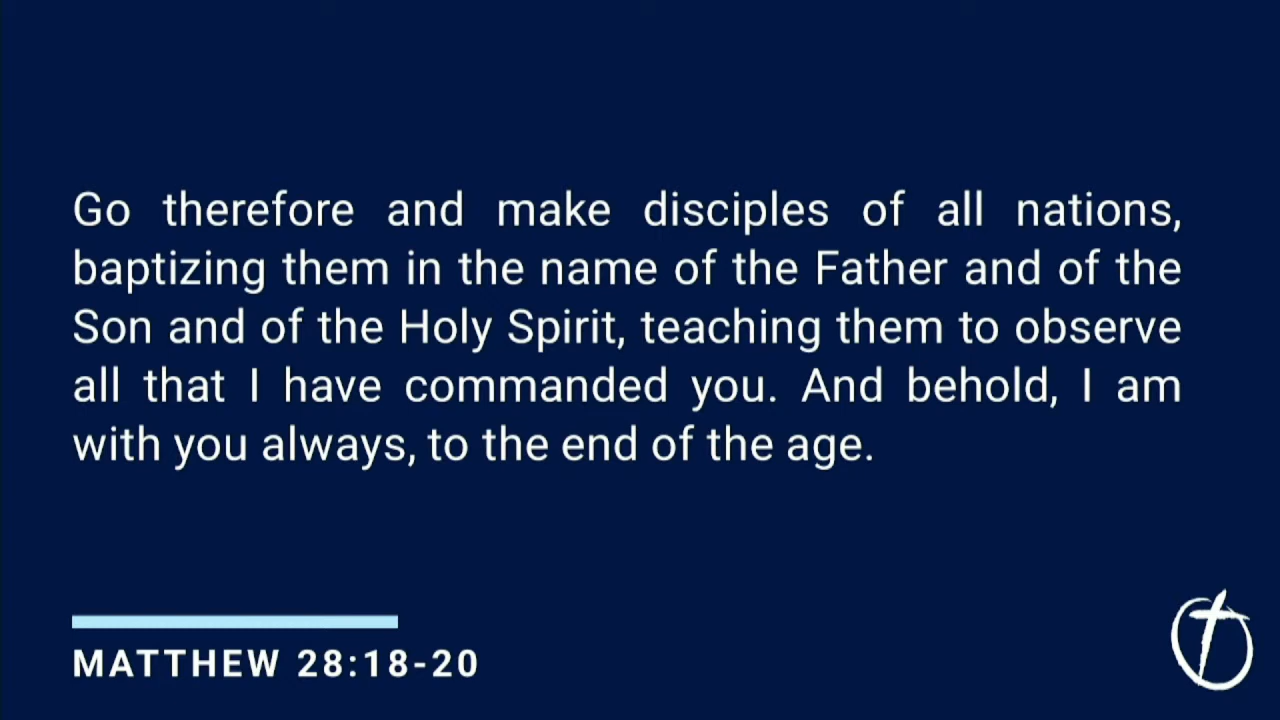 Go therefore and make disciples of all nations,
baptizing them in the name of the Father and of the
Son and of the Holy Spirit, teaching them to observe
all that I have commanded you. And behold, I am
with you always, to the end of the age.
MATTHEW 28:18-20